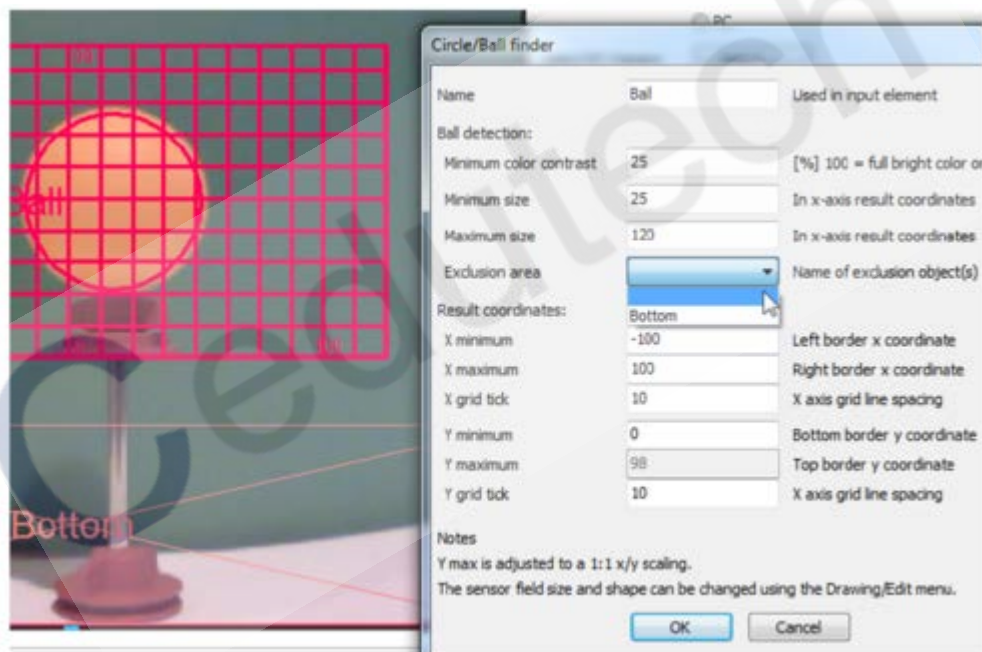 PC
Circle/Ball finder
Name Ball Used in input element
Ball detection:
Minimum color contrast 25 [%] 100 = full bright color
Minimum size 25 In x-axis result coordinates
Maximum size 120 In x-axis result coordinates
Exclusion area Name of exclusion object(s)
Result coordinates:
Bottom
X minimum -100 Left border x coordinate
X maximum 100 Right border x coordinate
X grid tick 10 X axis grid line spacing
Y minimum 0 Bottom border y coordinate
Y maximum 98 Top border y coordinate
Y grid tick 10 X axis grid line spacing
Notes
Y max is adjusted to a 1:1 x/y scaling.
The sensor field size and shape can be changed using the Drawing/Edit menu.
OK Cancel
Ball
Bottom
Cedutech